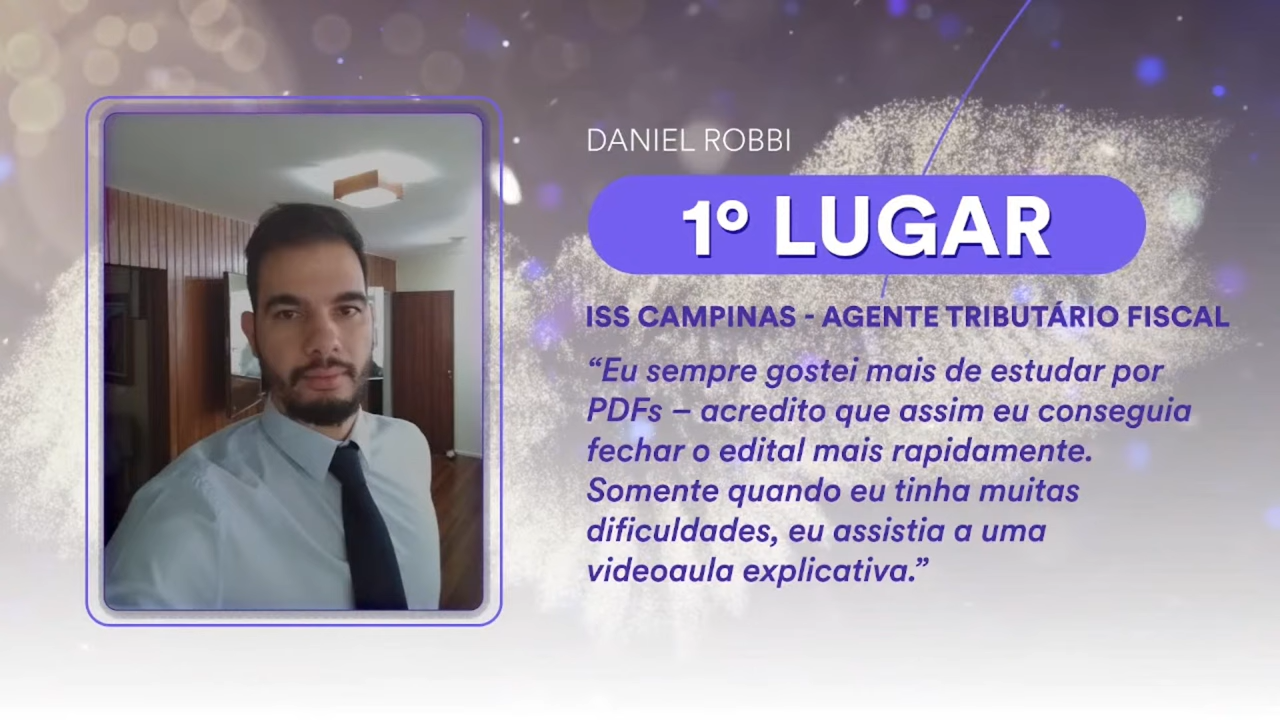 DANIEL ROBBI
1º LUGAR
ISS CAMPINAS - AGENTE TRIBUTÁRIO FISCAL
“Eu sempre gostei mais de estudar por
PDFs – acredito que assim eu conseguia
fechar o edital mais rapidamente.
Somente quando eu tinha muitas
dificuldades, eu assistia a uma
videoaula explicativa.”